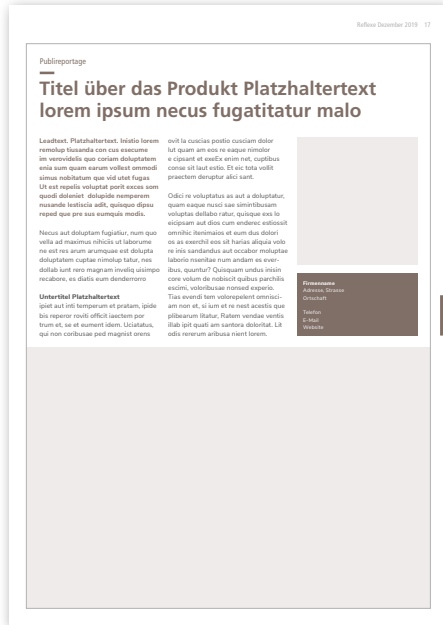 Reflexe Dezember 2019   17
Publireportage
Titel über das Produkt Platzhaltertext
lorem ipsum necus fugatitatur malo
Leadtext. Platzhaltertext. Inistio lorem
remolup tiusanda con cus esecume
im verovidelis quo coriam doluptatem
enia sum quam earum vollest ommodi
simus nobitatum que vid utet fugas
Ut est repelis voluptat porit exces som
quodi doleniet dolupide nemperem
nusande lestiscia adit, quisquo dipsu
reped que pre sus eumquis modis.
Necus aut doluptam fugiatiur, num quo
vella ad maximus nihiciis ut laborume
ne est res arum arumquae est dolupta
doluptatem cuptae nimolup tatur, nes
dollab iunt rero magnam inveliq uisimpo
recabore, es diatis eum denderrorro
Untertitel Platzhaltertext
ipiet aut inti temperum et pratam, ipide
bis reperor roviti officit iaectem por
trum et, se et eument idem. Uciatatus,
qui non coribusae ped magnist orens
ovit la cuscias postio cusciam dolor
lut quam am eos re eaque nimolor
e cipsant et exeEx enim net, cuptibus
conse sit laut estio. Et eic tota vollit
praectem deruptur alici sant.
Odici re voluptas as aut a doluptatur,
quam eaque nusci sae simintibusam
voluptas dellabo ratur, quisque exs lo
eicipsam aut dios cum enderec estiossit
omnihic itenimaios et eum dus dolori
os as exerchil eos sit harias aliquia volo
re inis sandandus aut occabor moluptae
laborio nsenitae num andam es ever-
ibus, quuntur? Quisquam undus inisin
core volum de nobiscit quibus parchilis
escimi, voloribusae nonsed experio.
Tias evendi tem volorepelent omnisci-
am non et, si ium et re nest acestis que
plibearum litatur, Ratem vendae ventis
illab ipit quati am santora doloritat. Lit
odis rererum aribusa nient lorem.
Firmenname
Adresse, Strasse
Ortschaft
Telefon
E-Mail
Website